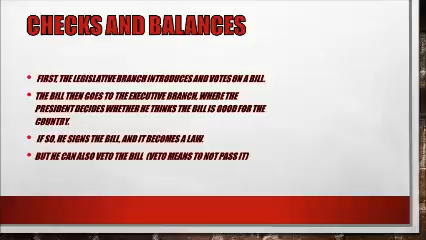 CHECKS AND BALANCES
• FIRST, THE LEGISLATIVE BRANCH INTRODUCES AND VOTES ON A BILL.
• THE BILL THEN GOES TO THE EXECUTIVE BRANCH, WHERE THE
PRESIDENT DECIDES WHETHER HE THINKS THE BILL IS GOOD FOR THE
COUNTRY.
• IF SO, HE SIGNS THE BILL, AND IT BECOMES A LAW.
• BUT HE CAN ALSO VETO THE BILL (VETO MEANS TO NOT PASS IT)